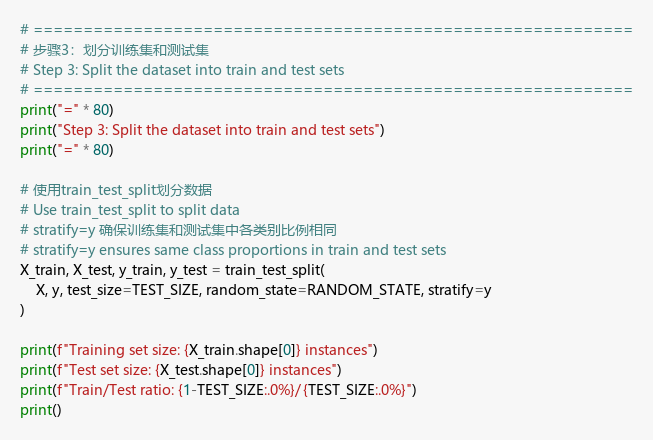 # ============================================================
# 步骤3：划分训练集和测试集
# Step 3: Split the dataset into train and test sets
# ============================================================
print("=" * 80)
print("Step 3: Split the dataset into train and test sets")
print("=" * 80)
# 使用train_test_split划分数据
# Use train_test_split to split data
# stratify=y 确保训练集和测试集中各类别比例相同
# stratify=y ensures same class proportions in train and test sets
X_train, X_test, y_train, y_test = train_test_split(
    X, y, test_size=TEST_SIZE, random_state=RANDOM_STATE, stratify=y
)
print(f"Training set size: {X_train.shape[0]} instances")
print(f"Test set size: {X_test.shape[0]} instances")
print(f"Train/Test ratio: {1-TEST_SIZE:.0%}/{TEST_SIZE:.0%}")
print()